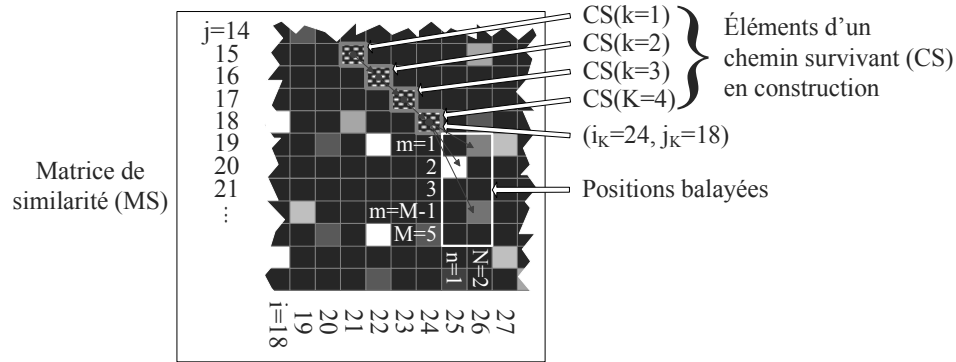 j=14
15
16
17
18
19
20
21
⋮
Matrice de
similarité (MS)
CS(k=1)
CS(k=2)
CS(k=3)
CS(K=4)
(i_K=24, j_K=18)
Éléments d’un
chemin survivant (CS)
en construction
Positions balayées
m=1
2
3
m=M-1
M=5
n=1
N=2
i=18
19
20
21
22
23
24
25
26
27